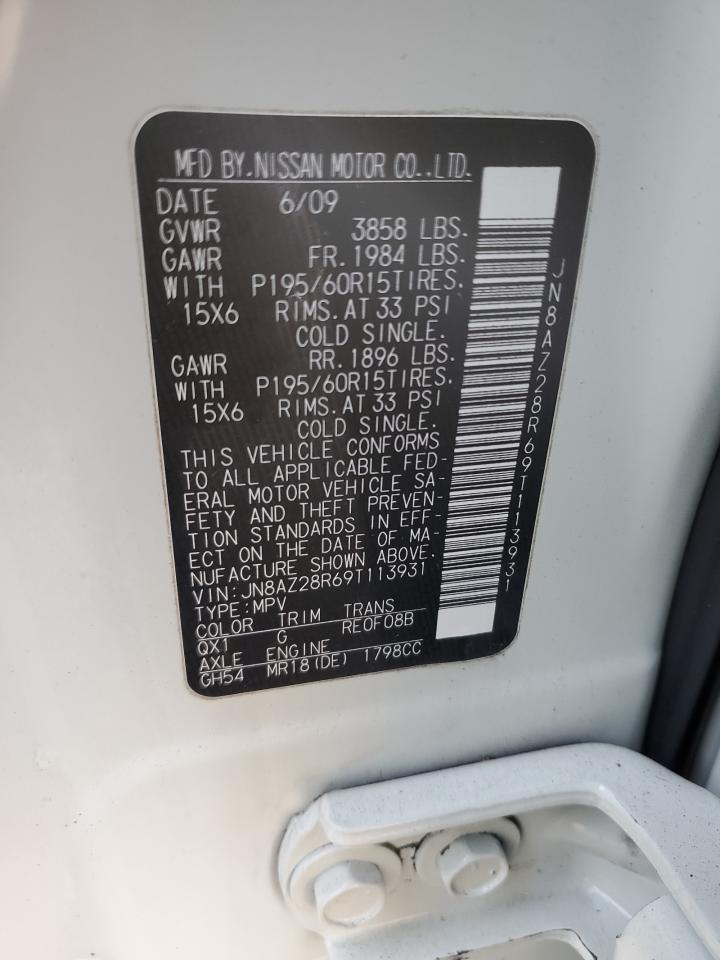 MFD BY.NISSAN MOTOR CO.,LTD.
DATE 6/09
GVWR 3858 LBS.
GAWR FR. 1984 LBS.
WITH P195/60R15TIRES.
15X6 RIMS. AT 33 PSI
COLD SINGLE.
GAWR RR. 1896 LBS.
WITH P195/60R15TIRES.
15X6 RIMS. AT 33 PSI
COLD SINGLE.
THIS VEHICLE CONFORMS
TO ALL APPLICABLE FED-
ERAL MOTOR VEHICLE SA-
FETY AND THEFT PREVEN-
TION STANDARDS IN EFF-
ECT ON THE DATE OF MA-
NUFACTURE SHOWN ABOVE.
VIN:JN8AZ28R69T113931
TYPE:MPV
COLOR TRIM TRANS
QX1 G RE0F08B
AXLE ENGINE
GH54 MR18(DE) 1798CC
JN8AZ28R69T113931